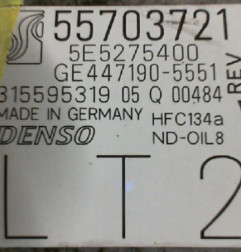 55703721
5E5275400
GE447190-5551
REV
315595319 05 Q 00484
MADE IN GERMANY HFC134a
DENSO ND-OIL8
LT2